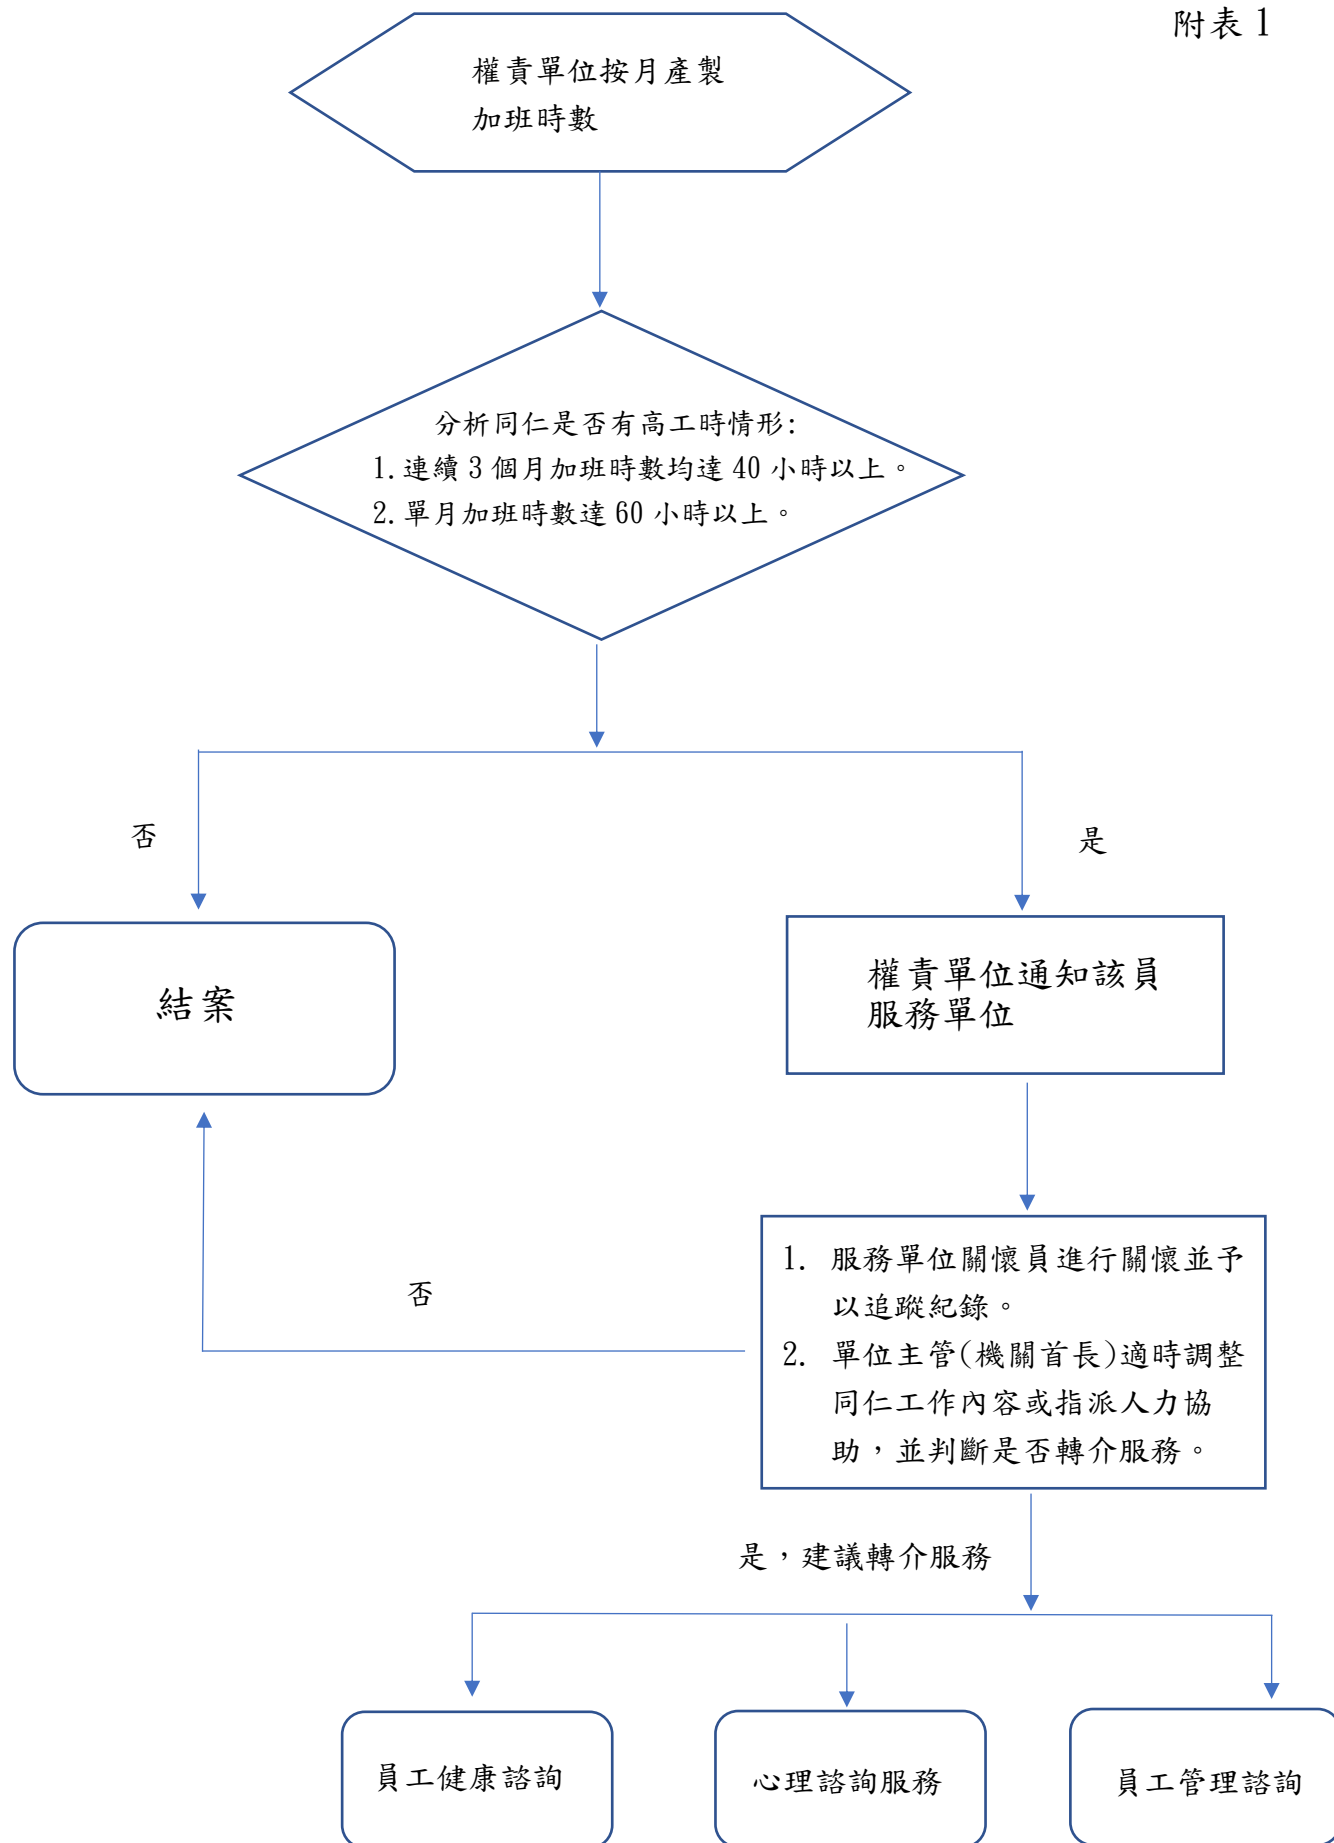 附表 1
權責單位按月產製
加班時數
分析同仁是否有高工時情形:
1.連續 3 個月加班時數均達 40 小時以上。
2.單月加班時數達 60 小時以上。
否
是
結案
權責單位通知該員
服務單位
1. 服務單位關懷員進行關懷並予
以追蹤紀錄。
2. 單位主管(機關首長)適時調整
同仁工作內容或指派人力協
助，並判斷是否轉介服務。
否
是，建議轉介服務
員工健康諮詢
心理諮詢服務
員工管理諮詢